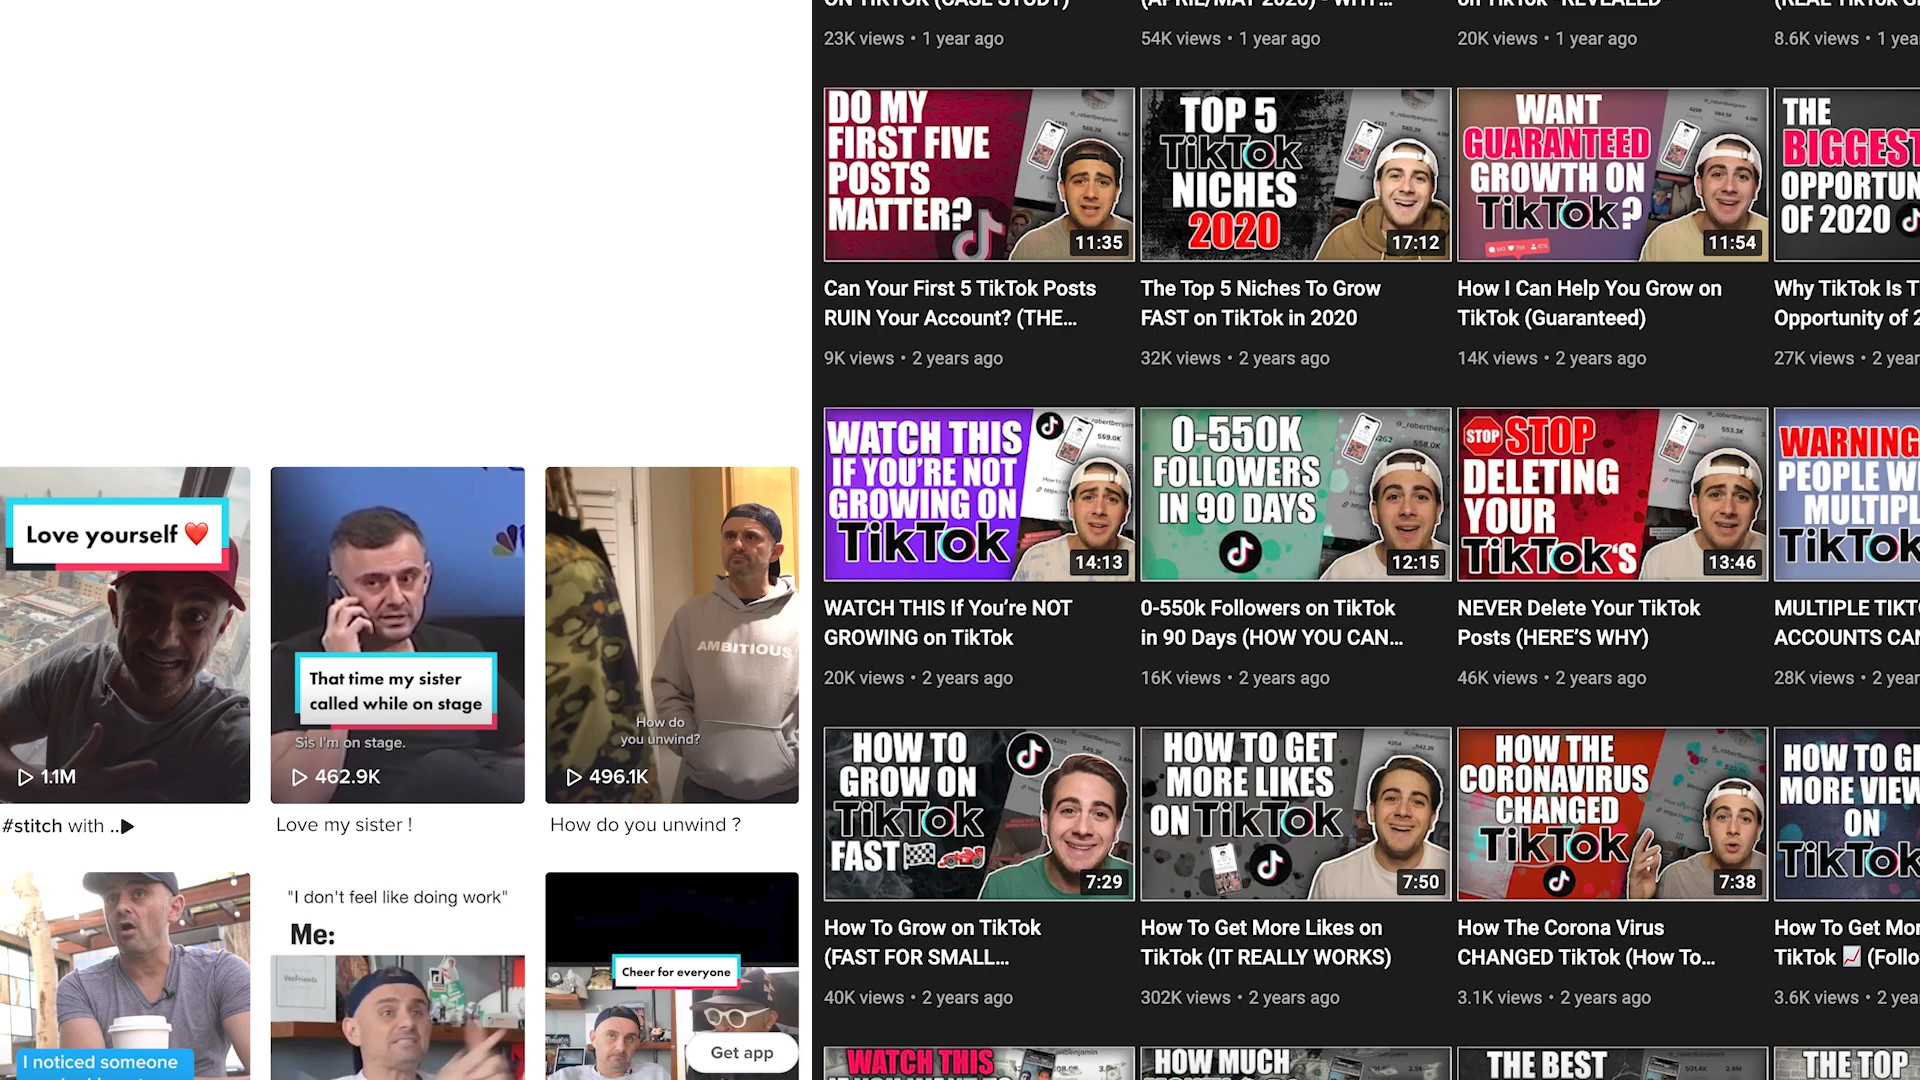 Love yourself ❤️
1.1M
#stitch with ..
That time my sister
called while on stage
Sis I'm on stage.
462.9K
Love my sister !
AMBITIOUS
How do
you unwind?
496.1K
How do you unwind ?
I noticed someone
"I don't feel like doing work"
Me:
VeeFriends
Cheer for everyone
Get app
23K views • 1 year ago
54K views • 1 year ago
20K views • 1 year ago
8.6K views • 1 yea
DO MY
FIRST FIVE
POSTS
MATTER?
11:35
Can Your First 5 TikTok Posts
RUIN Your Account? (THE...
9K views • 2 years ago
TOP 5
TikTok
NICHES
2020
17:12
The Top 5 Niches To Grow
FAST on TikTok in 2020
32K views • 2 years ago
WANT
GUARANTEED
GROWTH ON
TikTok?
11:54
How I Can Help You Grow on
TikTok (Guaranteed)
14K views • 2 years ago
THE
BIGGEST
OPPORTUN
OF 2020
Why TikTok Is T
Opportunity of 2
27K views • 2 year
WATCH THIS
IF YOU'RE NOT
GROWING ON
TikTok
559.0K
14:13
WATCH THIS If You're NOT
GROWING on TikTok
20K views • 2 years ago
0-550K
FOLLOWERS
IN 90 DAYS
558.0K
12:15
0-550k Followers on TikTok
in 90 Days (HOW YOU CAN...
16K views • 2 years ago
STOP STOP
DELETING
YOUR
TikTok'S
553.3K
13:46
NEVER Delete Your TikTok
Posts (HERE'S WHY)
46K views • 2 years ago
WARNING
PEOPLE WI
MULTIPL
TikTok
MULTIPLE TIKT
ACCOUNTS CAN
28K views • 2 year
HOW TO
GROW ON
TikTok
FAST
7:29
How To Grow on TikTok
(FAST FOR SMALL...
40K views • 2 years ago
HOW TO GET
MORE LIKES
ON TikTok
7:50
How To Get More Likes on
TikTok (IT REALLY WORKS)
302K views • 2 years ago
HOW THE
CORONAVIRUS
CHANGED
TikTok
7:38
How The Corona Virus
CHANGED TikTok (How To...
3.1K views • 2 years ago
HOW TO G
MORE VIEW
ON
TikTok
How To Get Mor
TikTok 📈 (Follo
3.6K views • 2 yea
WATCH THIS
HOW MUCH
THE BEST
THE TOP